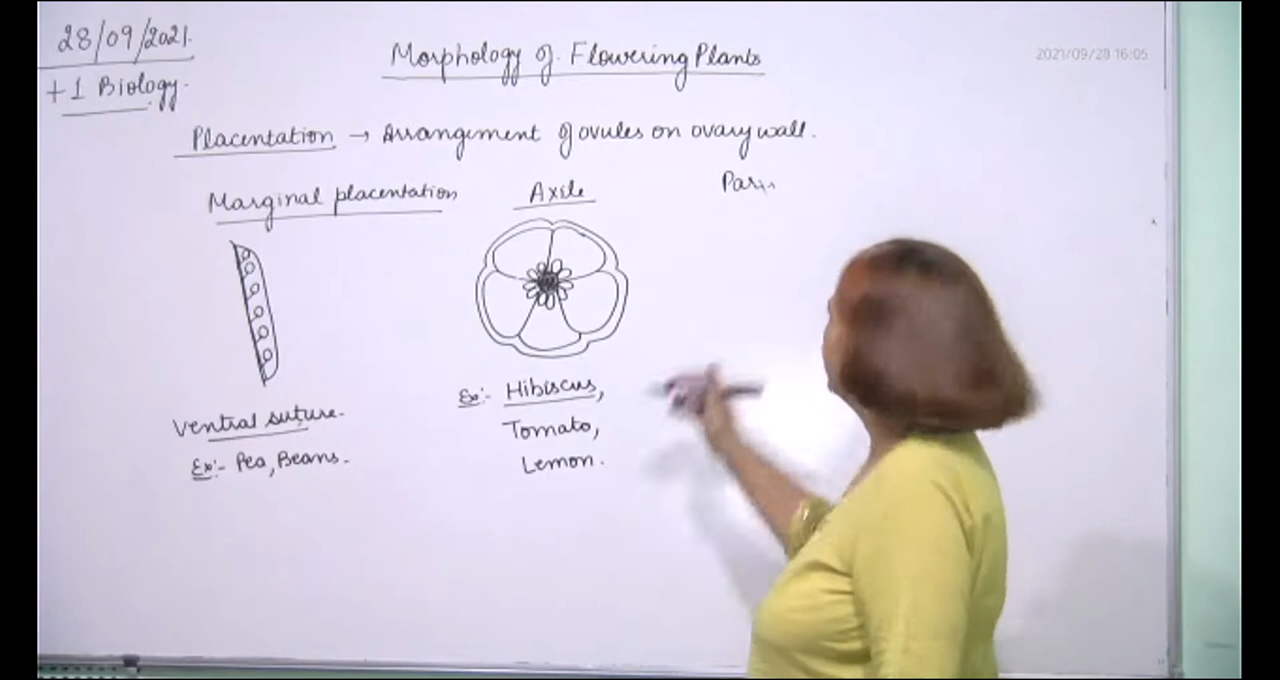 28/09/2021.
+1 Biology.
Morphology of Flowering Plants
2021/09/28 16:05
Placentation → Arrangement of ovules on ovary wall.
Marginal placentation
Axile
Ventral suture.
Ex:- Pea, Beans.
Ex:- Hibiscus,
Tomato,
Lemon.